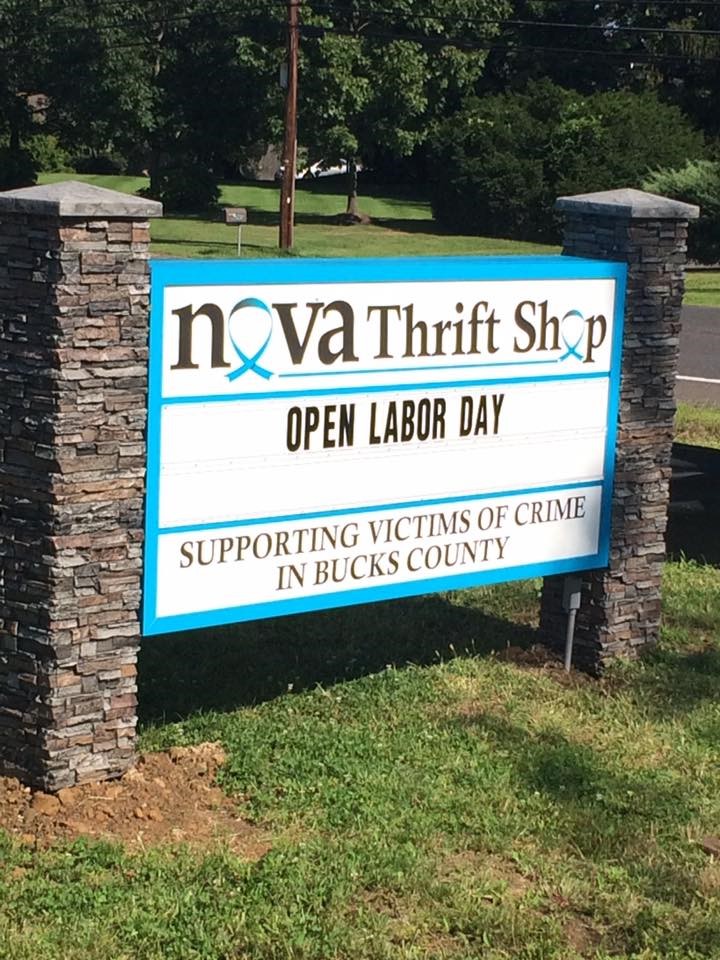 nova Thrift Shop
OPEN LABOR DAY
SUPPORTING VICTIMS OF CRIME
IN BUCKS COUNTY